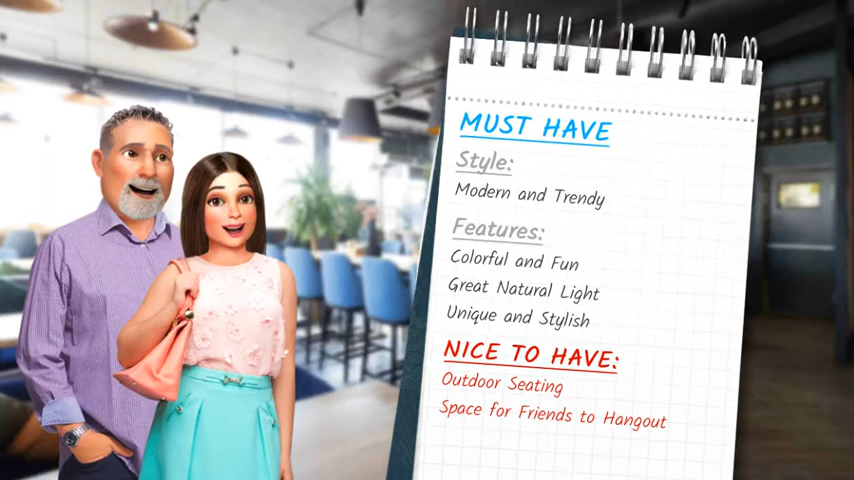 MUST HAVE
Style:
Modern and Trendy
Features:
Colorful and Fun
Great Natural Light
Unique and Stylish
NICE TO HAVE:
Outdoor Seating
Space for Friends to Hangout